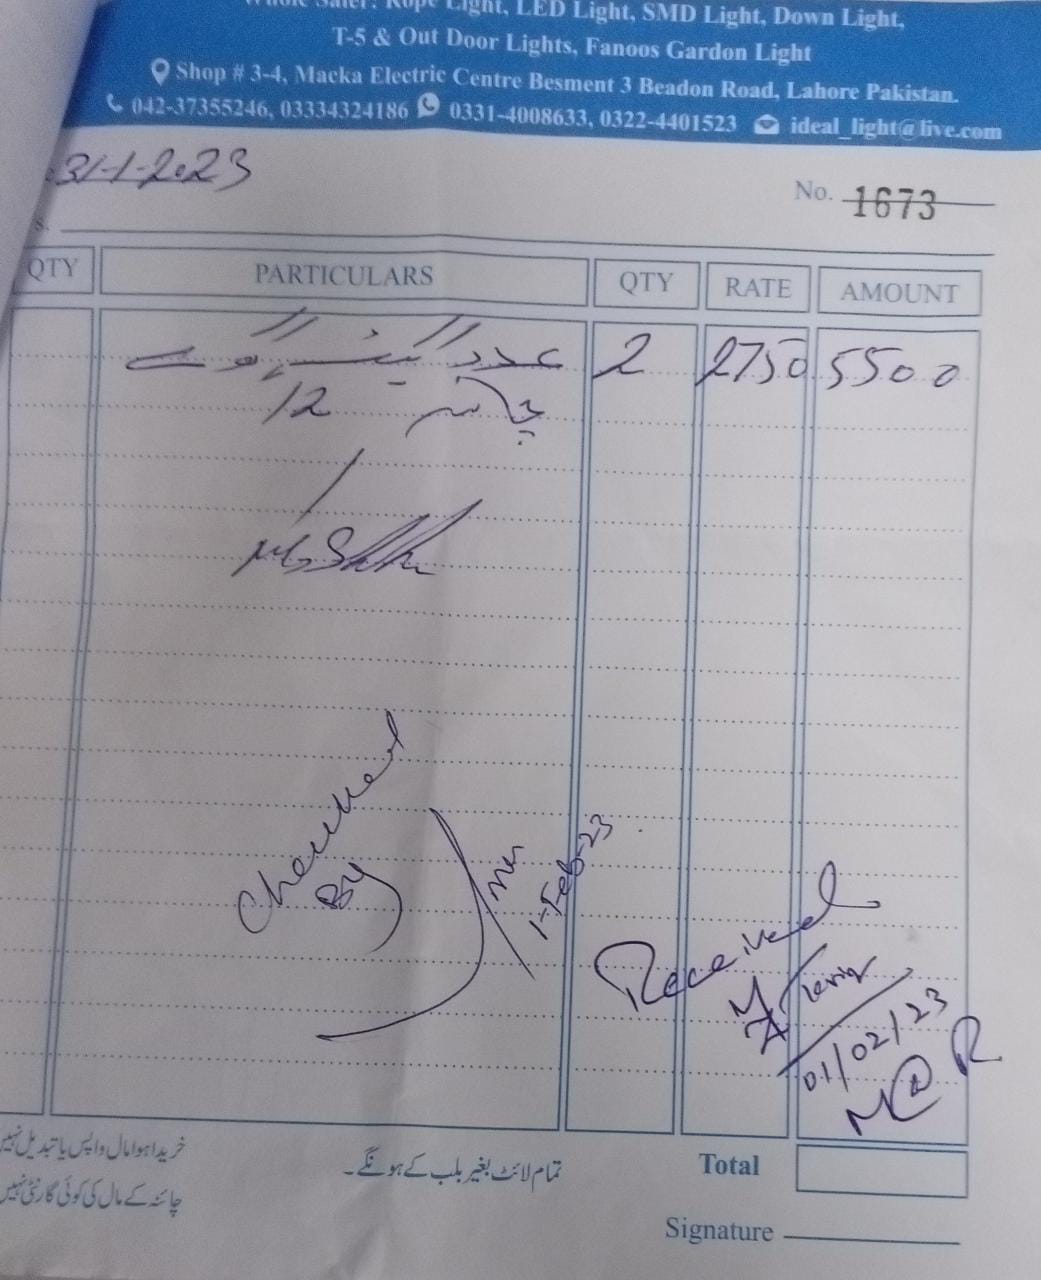 Whole Saler: Rope Light, LED Light, SMD Light, Down Light,
T-5 & Out Door Lights, Fanoos Gardon Light
Shop # 3-4, Macka Electric Centre Besment 3 Beadon Road, Lahore Pakistan.
042-37355246, 03334324186 0331-4008633, 0322-4401523 ideal_light@live.com
31-1-2023
No. 1673
s.
QTY PARTICULARS QTY RATE AMOUNT
عدد 2 2750 5500
12
Checked
By
1-Feb-23
Received
01/02/23
M@R
خریدا ہوا مال واپس یا تبدیل نہیں
تمام لائٹ بغیر بلب کے ہونگے۔
Total
چائنہ کے مال کی کوئی گارنٹی نہیں
Signature